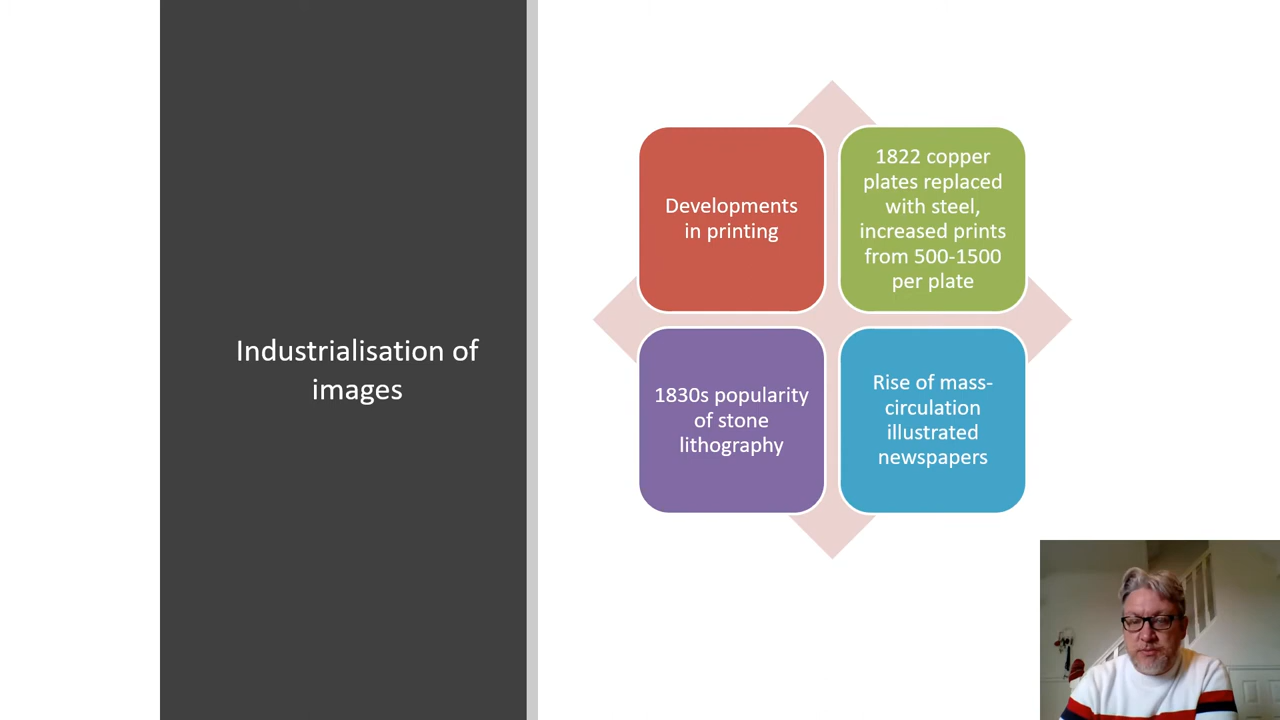 Industrialisation of
images
Developments
in printing
1822 copper
plates replaced
with steel,
increased prints
from 500-1500
per plate
1830s popularity
of stone
lithography
Rise of mass-
circulation
illustrated
newspapers